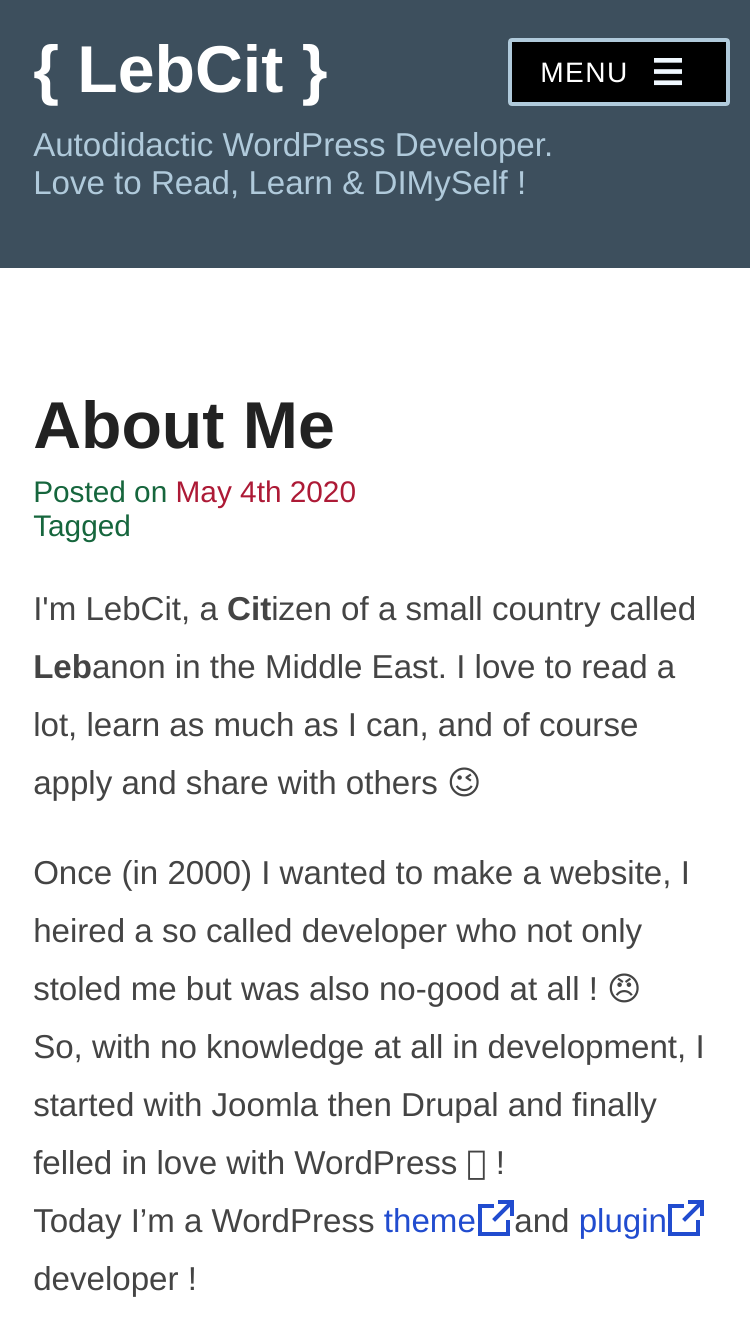 { LebCit }
MENU ☰
Autodidactic WordPress Developer.
Love to Read, Learn & DIMySelf !
About Me
Posted on May 4th 2020
Tagged
I'm LebCit, a Citizen of a small country called
Lebanon in the Middle East. I love to read a
lot, learn as much as I can, and of course
apply and share with others 😉
Once (in 2000) I wanted to make a website, I
heired a so called developer who not only
stoled me but was also no-good at all ! 😠
So, with no knowledge at all in development, I
started with Joomla then Drupal and finally
felled in love with WordPress ▯ !
Today I’m a WordPress theme and plugin
developer !